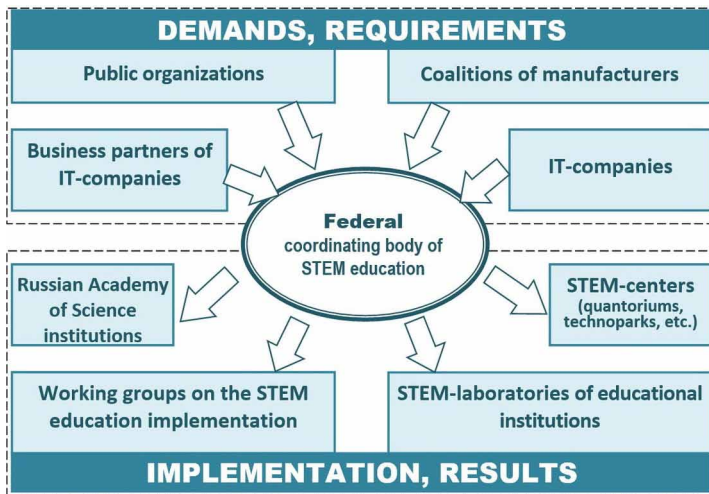 DEMANDS, REQUIREMENTS
Public organizations
Coalitions of manufacturers
Business partners of
IT-companies
IT-companies
Federal
coordinating body of
STEM education
Russian Academy
of Science
institutions
STEM-centers
(quantoriums,
technoparks, etc.)
Working groups on the STEM
education implementation
STEM-laboratories of educational
institutions
IMPLEMENTATION, RESULTS